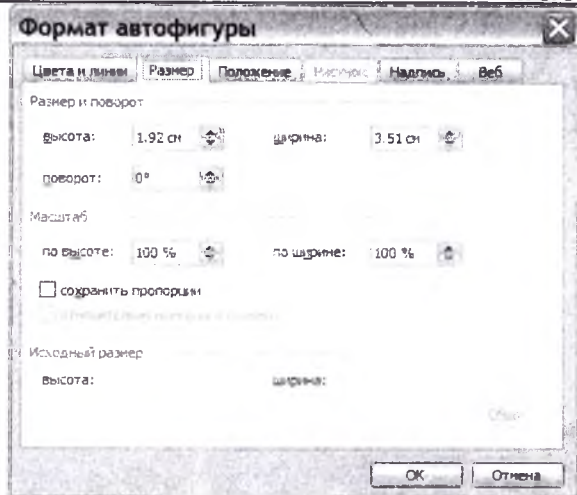 Формат автофигуры
Цвета и линии Размер Положение Рисунок Надпись Веб
Размер и поворот
высота: 1.92 см ширина: 3.51 см
поворот: 0°
Масштаб
по высоте: 100 % по ширине: 100 %
сохранить пропорции
Исходный размер
высота: ширина:
ОК Отмена